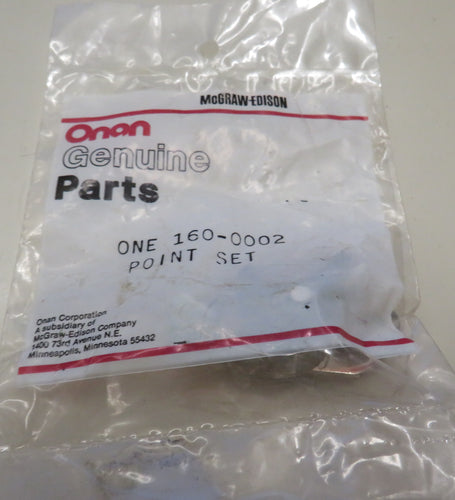 McGRAW-EDISON
Onan
Genuine
Parts
ONE 160-0002
POINT SET
Onan Corporation
A subsidiary of
McGraw-Edison Company
1400 73rd Avenue N.E.
Minneapolis, Minnesota 55432